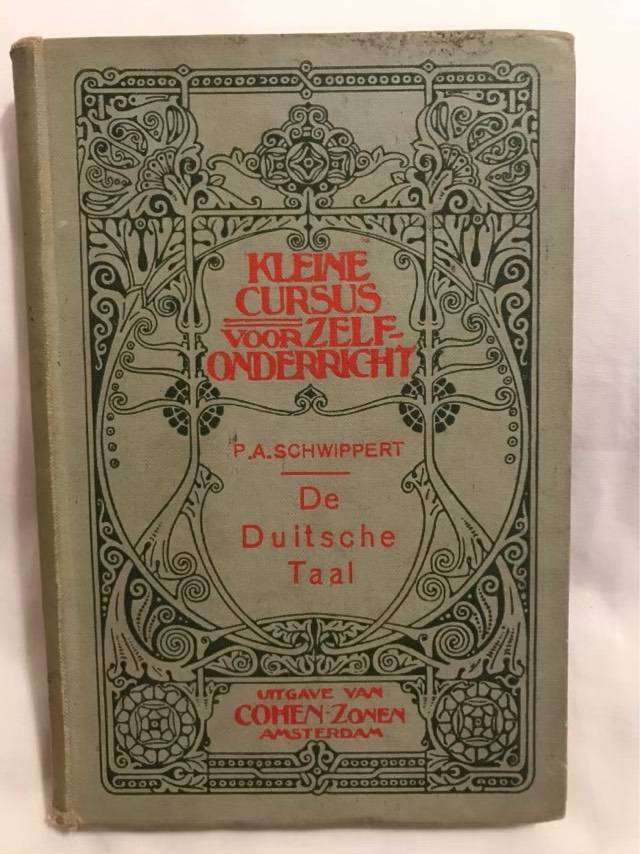 KLEINE
CURSUS
VOOR ZELF-
ONDERRICHT
P.A. SCHWIPPERT
De
Duitsche
Taal
UITGAVE VAN
COHEN-ZONEN
AMSTERDAM